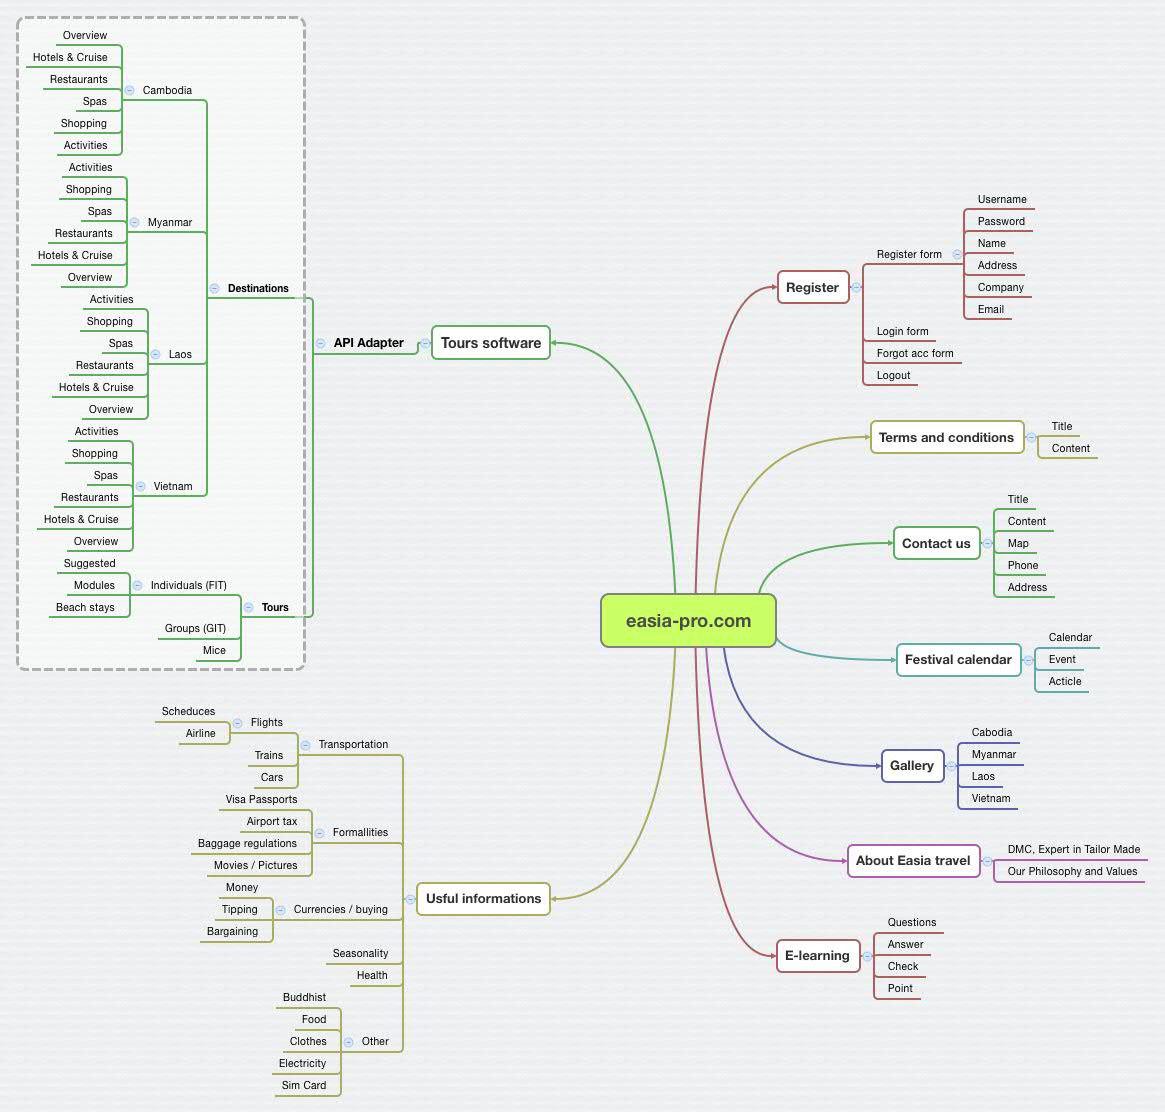 easia-pro.com
Register
Register form
Username
Password
Name
Address
Company
Email
Login form
Forgot acc form
Logout
Terms and conditions
Title
Content
Contact us
Title
Content
Map
Phone
Address
Festival calendar
Calendar
Event
Acticle
Gallery
Cabodia
Myanmar
Laos
Vietnam
About Easia travel
DMC, Expert in Tailor Made
Our Philosophy and Values
E-learning
Questions
Answer
Check
Point
Tours software
API Adapter
Destinations
Cambodia
Overview
Hotels & Cruise
Restaurants
Spas
Shopping
Activities
Myanmar
Activities
Shopping
Spas
Restaurants
Hotels & Cruise
Overview
Laos
Activities
Shopping
Spas
Restaurants
Hotels & Cruise
Overview
Vietnam
Activities
Shopping
Spas
Restaurants
Hotels & Cruise
Overview
Tours
Individuals (FIT)
Suggested
Modules
Beach stays
Groups (GIT)
Mice
Usful informations
Transportation
Flights
Scheduces
Airline
Trains
Cars
Formallities
Visa Passports
Airport tax
Baggage regulations
Movies / Pictures
Currencies / buying
Money
Tipping
Bargaining
Seasonality
Health
Other
Buddhist
Food
Clothes
Electricity
Sim Card